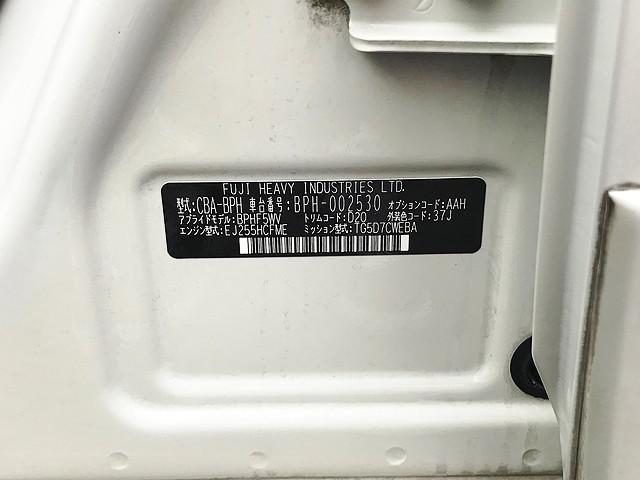 FUJI HEAVY INDUSTRIES LTD.
型式:CBA-BPH 車台番号:BPH-002530 オプションコード:AAH
アプライドモデル:BPHF5WV トリムコード:D20 外装色コード:37J
エンジン型式:EJ255HCFME ミッション型式:TG5D7CWEBA